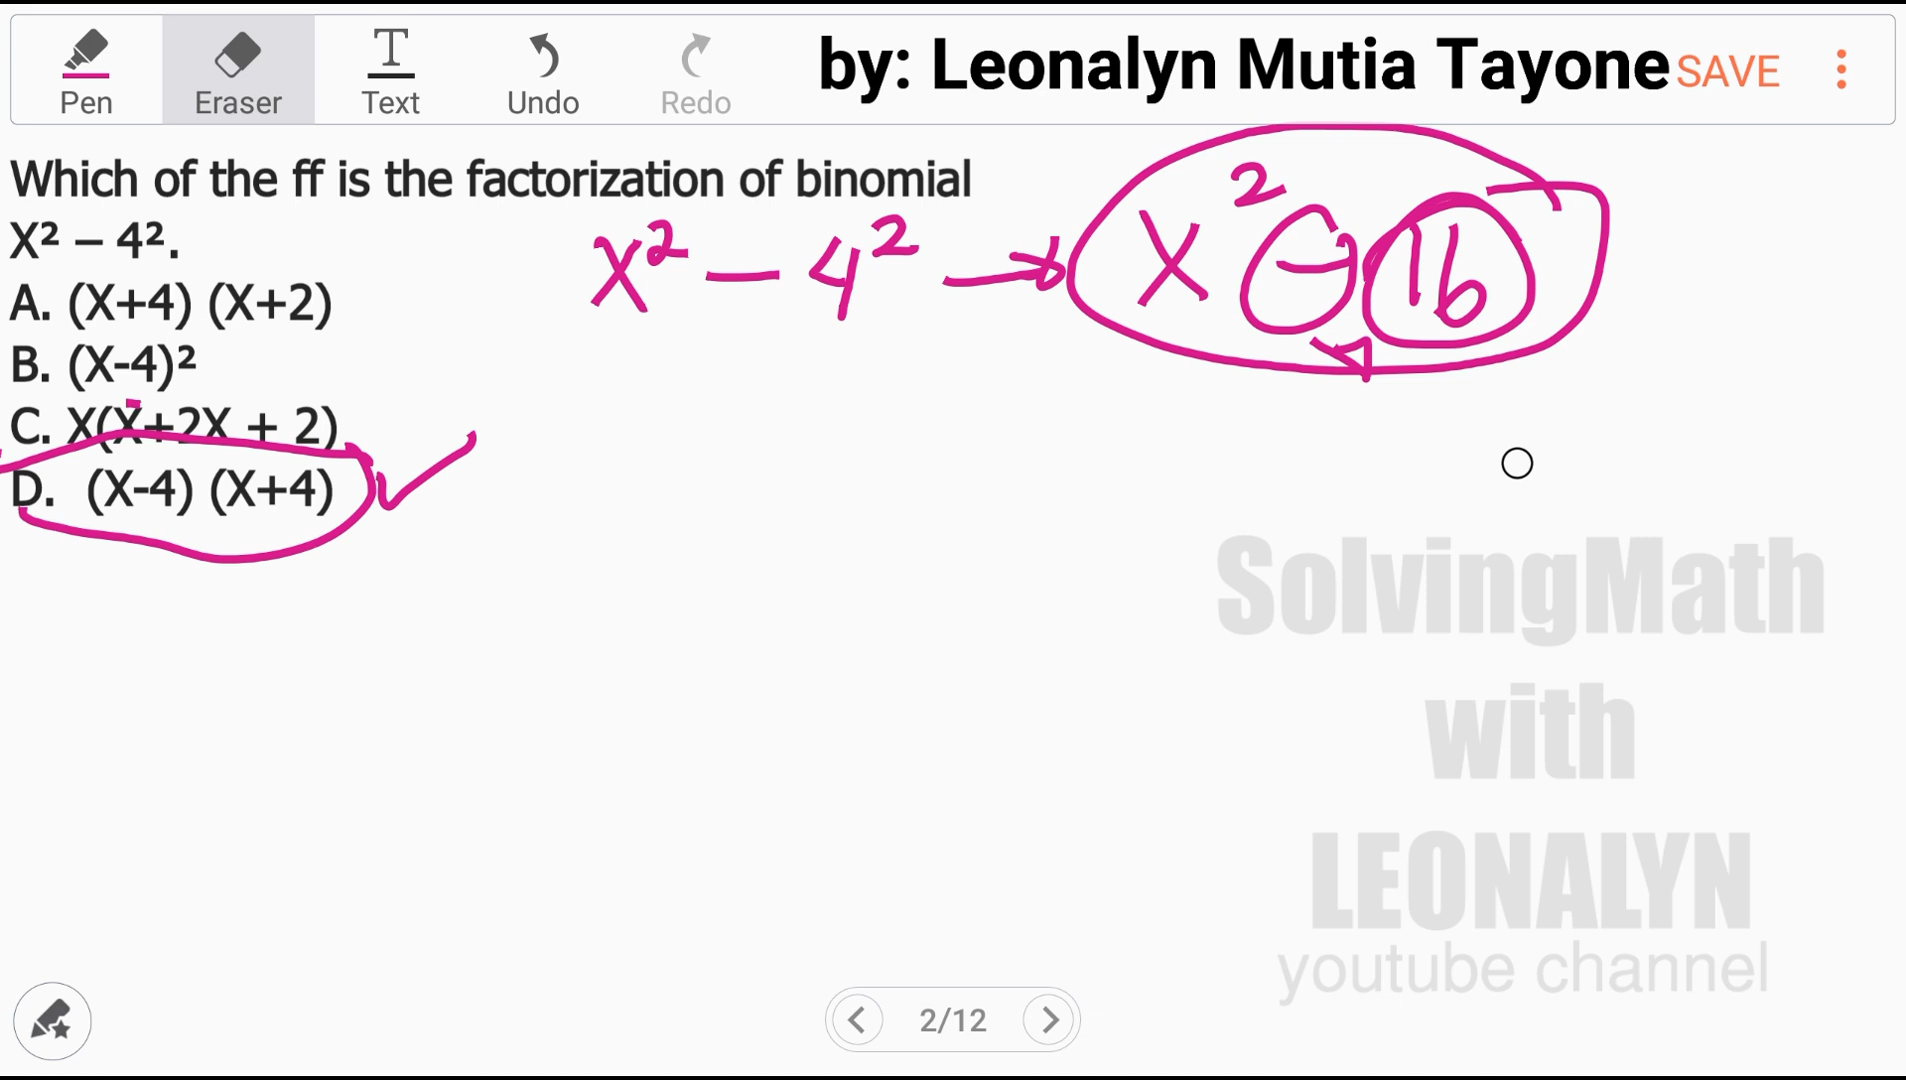 Pen Eraser Text Undo Redo by: Leonalyn Mutia Tayone SAVE
Which of the ff is the factorization of binomial
X² – 4².
x² – 4² → x² – 16
A. (X+4) (X+2)
B. (X-4)²
C. X(X+2X + 2)
D. (X-4) (X+4)
SolvingMath
with
LEONALYN
youtube channel
2/12